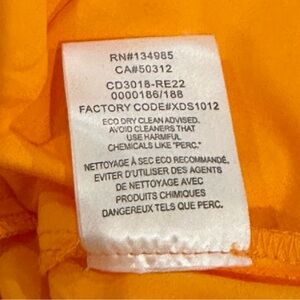 RN#134985
CA#50312
CD3018-RE22
0000186/188
FACTORY CODE#XDS1012
ECO DRY CLEAN ADVISED.
AVOID CLEANERS THAT
USE HARMFUL
CHEMICALS LIKE "PERC."
NETTOYAGE À SEC ECO RECOMMANDÉ.
EVITER D'UTILISER DES AGENTS
DE NETTOYAGE AVEC
PRODUITS CHIMIQUES
DANGEREUX TELS QUE PERC.